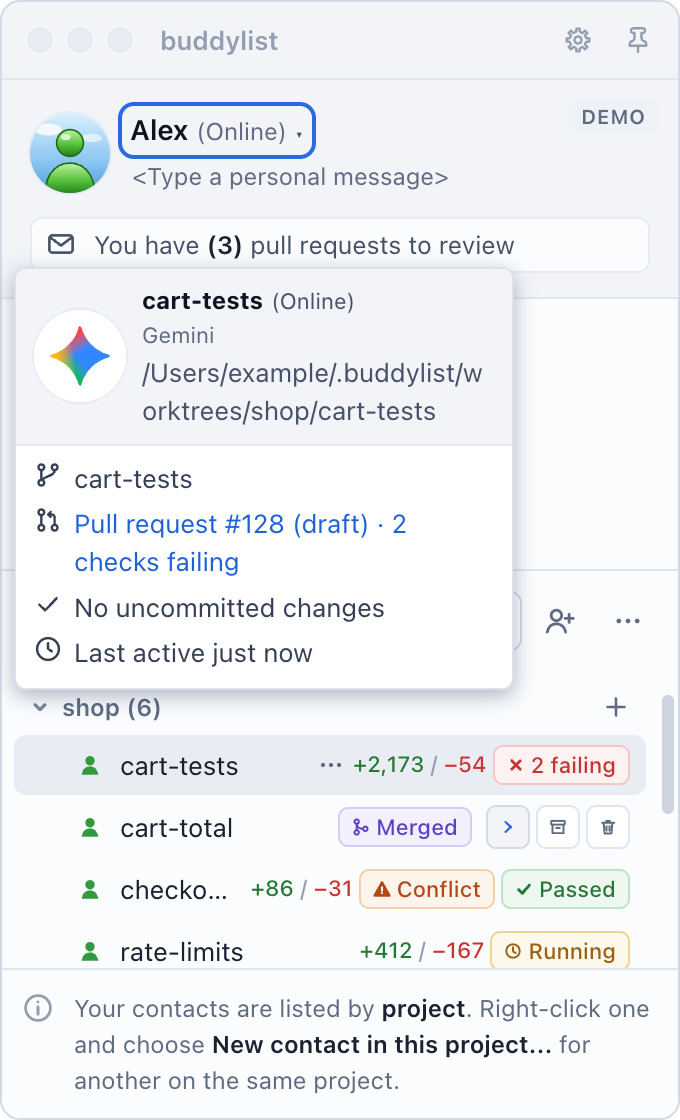 buddylist
Alex (Online)
DEMO
<Type a personal message>
You have (3) pull requests to review
cart-tests (Online)
Gemini
/Users/example/.buddylist/w
orktrees/shop/cart-tests
cart-tests
Pull request #128 (draft) · 2
checks failing
No uncommitted changes
Last active just now
shop (6)
cart-tests ··· +2,173 / −54 2 failing
cart-total Merged
checko... +86 / −31 Conflict Passed
rate-limits +412 / −167 Running
Your contacts are listed by project. Right-click one
and choose New contact in this project... for
another on the same project.